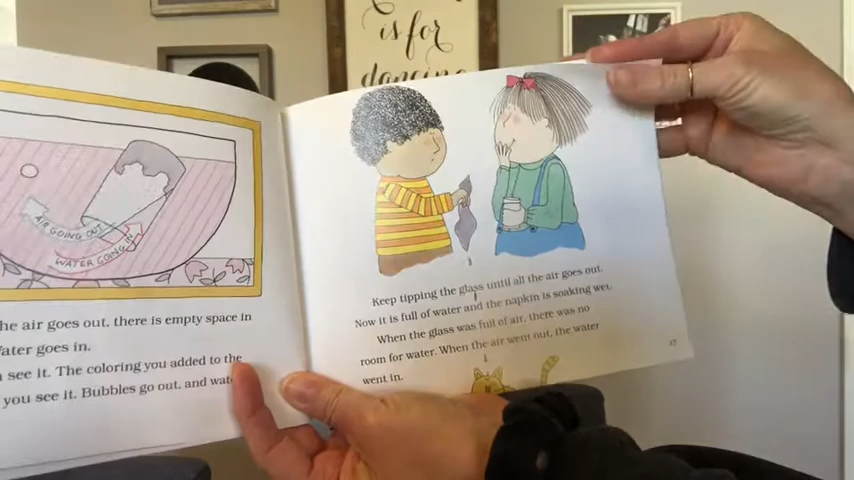 is for
dancing
AIR GOING OUT
WATER GOING IN
he air goes out, there is empty space in
Water goes in.
see it. The coloring you added to the
you see it. Bubbles come out, and wat
Keep tipping the glass until all the air goes out.
Now it is full of water and the napkin is soaking wet.
When the glass was full of air, there was no
room for water. When the air went out, the water
went in.
17